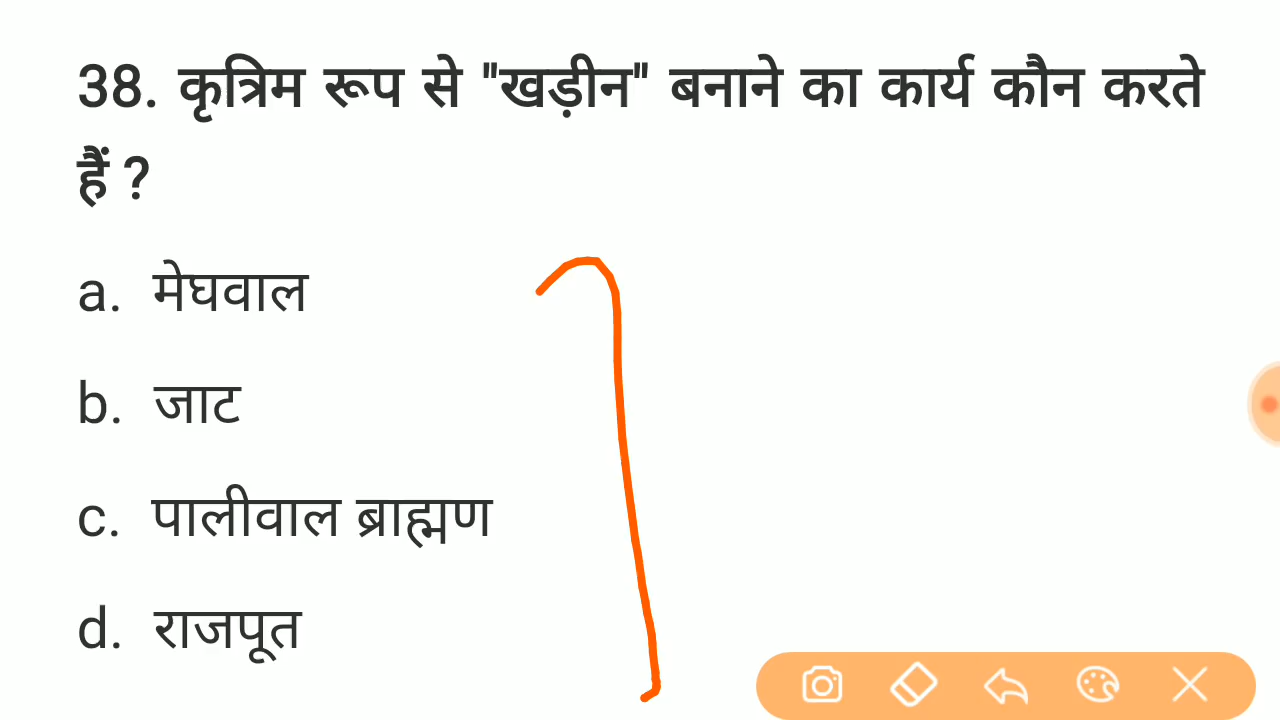 38. कृत्रिम रूप से "खड़ीन" बनाने का कार्य कौन करते
हैं ?
a. मेघवाल
b. जाट
c. पालीवाल ब्राह्मण
d. राजपूत